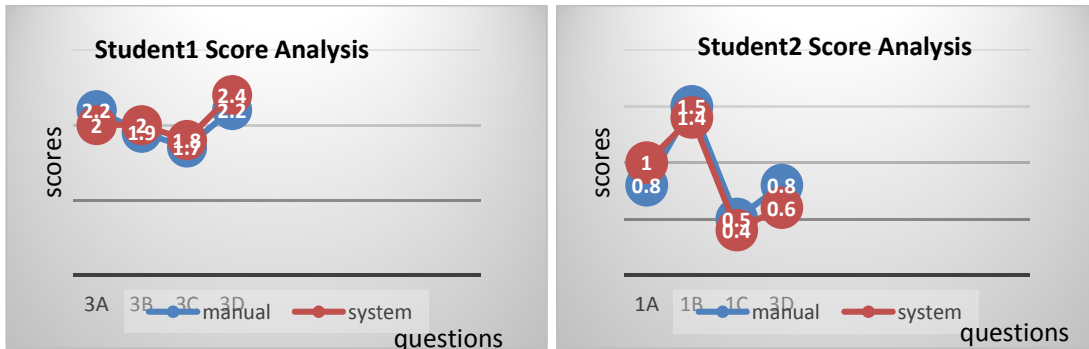 Student1 Score Analysis
scores
2.2
2
2
1.9
1.8
1.7
2.4
2.2
3A 3B 3C 3D
manual system
questions
Student2 Score Analysis
scores
1
0.8
1.5
1.4
0.5
0.4
0.8
0.6
1A 1B 1C 3D
manual system
questions